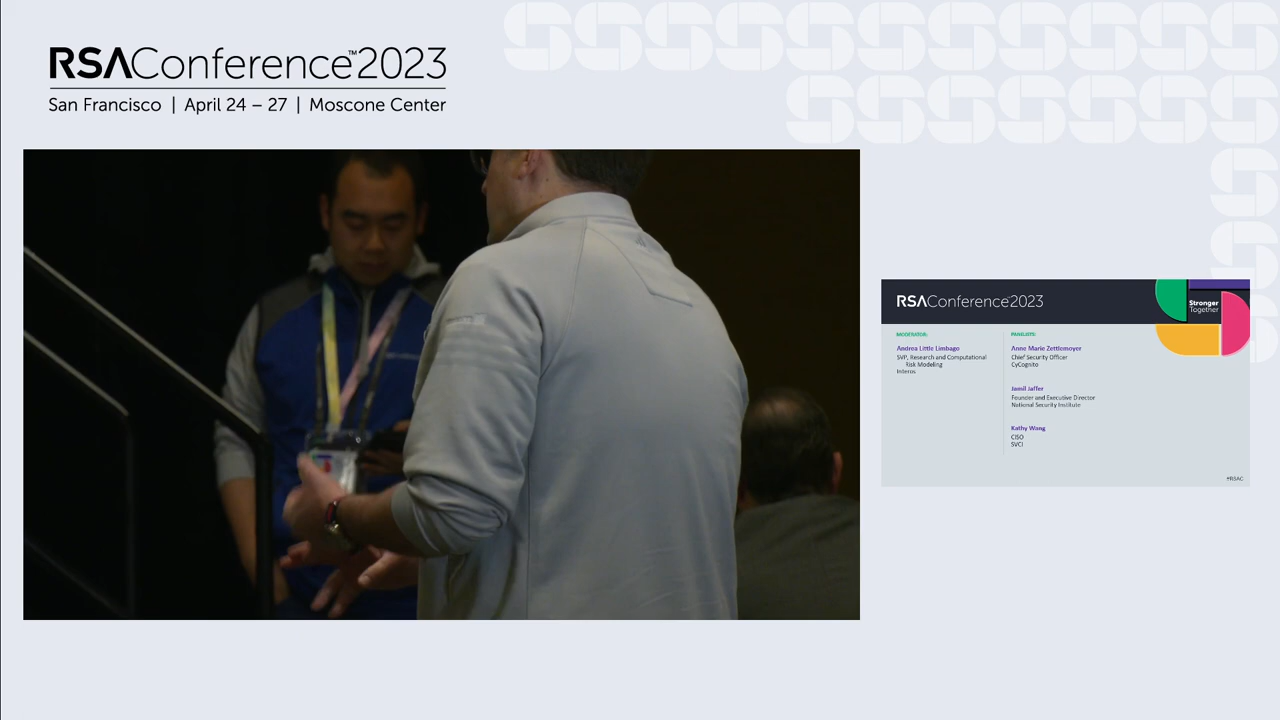 RSAConference™2023
San Francisco | April 24 – 27 | Moscone Center
RSAConference2023
Stronger
Together
MODERATOR:
Andrea Little Limbago
SVP, Research and Computational
Risk Modeling
Interos
PANELISTS:
Anne Marie Zettlemoyer
Chief Security Officer
CyCognito
Jamil Jaffer
Founder and Executive Director
National Security Institute
Kathy Wang
CISO
SVCI
#RSAC